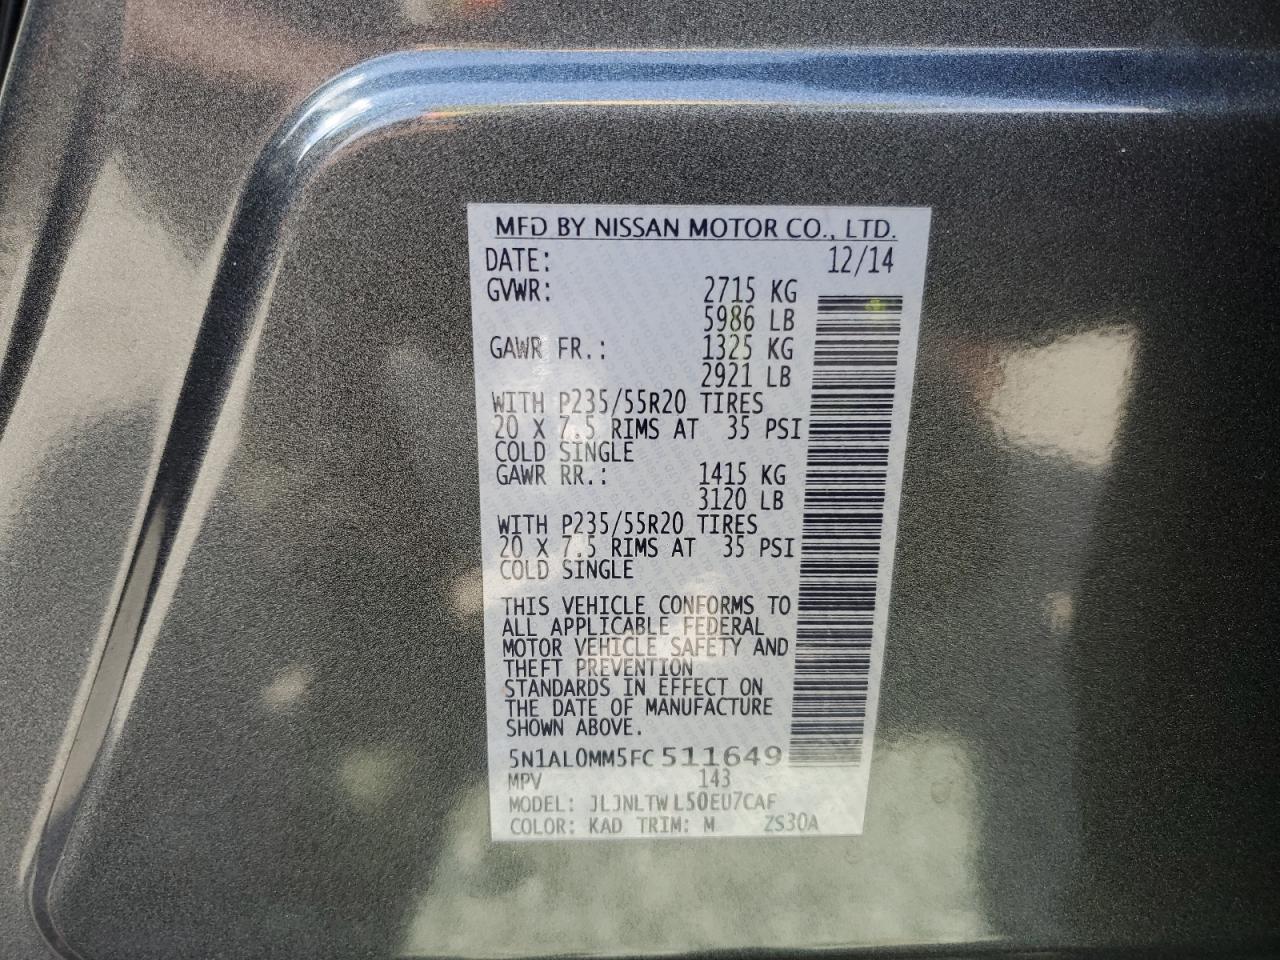 MFD BY NISSAN MOTOR CO., LTD.
DATE: 12/14
GVWR: 2715 KG
5986 LB
GAWR FR.: 1325 KG
2921 LB
WITH P235/55R20 TIRES
20 X 7.5 RIMS AT 35 PSI
COLD SINGLE
GAWR RR.: 1415 KG
3120 LB
WITH P235/55R20 TIRES
20 X 7.5 RIMS AT 35 PSI
COLD SINGLE
THIS VEHICLE CONFORMS TO
ALL APPLICABLE FEDERAL
MOTOR VEHICLE SAFETY AND
THEFT PREVENTION
STANDARDS IN EFFECT ON
THE DATE OF MANUFACTURE
SHOWN ABOVE.
5N1AL0MM5FC 511649
MPV 143
MODEL: JLJNLTWL50EU7CAF
COLOR: KAD TRIM: M ZS30A